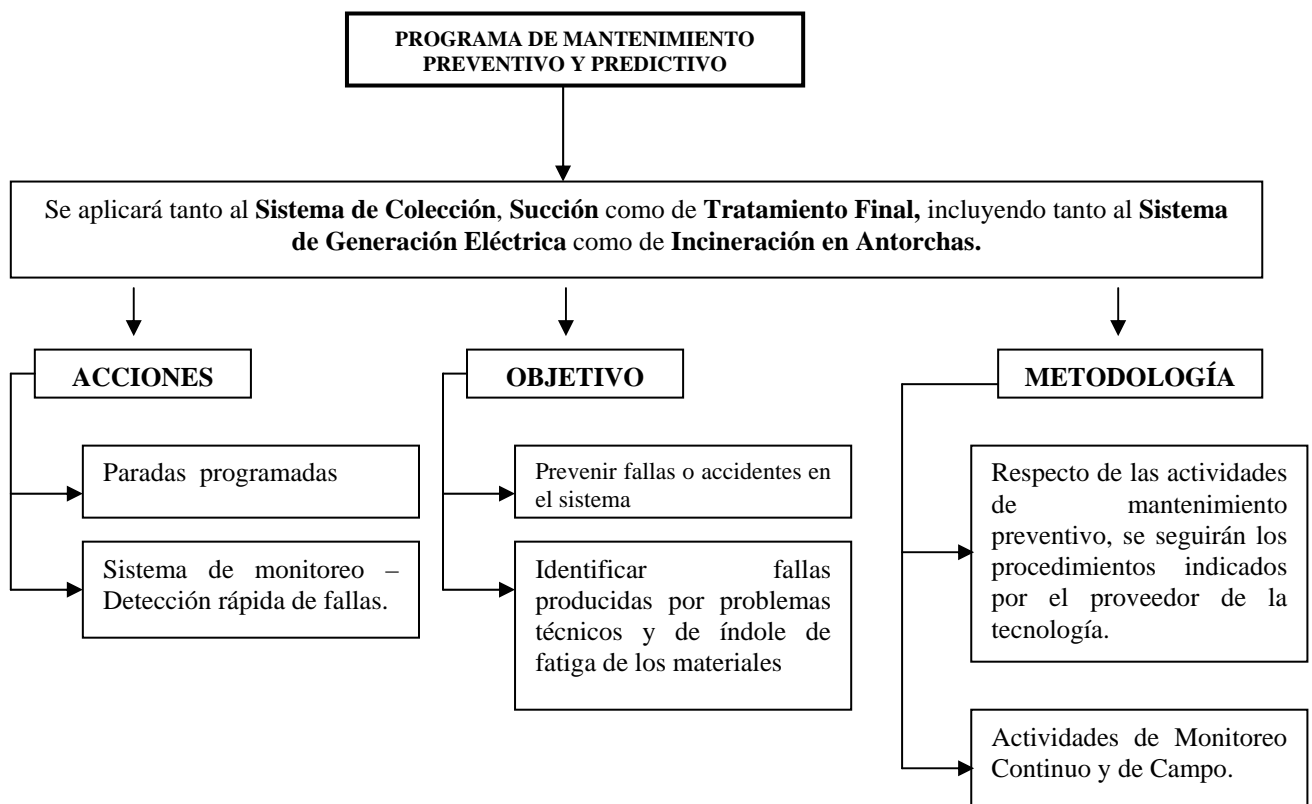 PROGRAMA DE MANTENIMIENTO
PREVENTIVO Y PREDICTIVO
Se aplicará tanto al Sistema de Colección, Succión como de Tratamiento Final, incluyendo tanto al Sistema
de Generación Eléctrica como de Incineración en Antorchas.
ACCIONES
Paradas programadas
Sistema de monitoreo –
Detección rápida de fallas.
OBJETIVO
Prevenir fallas o accidentes en
el sistema
Identificar fallas
producidas por problemas
técnicos y de índole de
fatiga de los materiales
METODOLOGÍA
Respecto de las actividades
de mantenimiento
preventivo, se seguirán los
procedimientos indicados
por el proveedor de la
tecnología.
Actividades de Monitoreo
Continuo y de Campo.